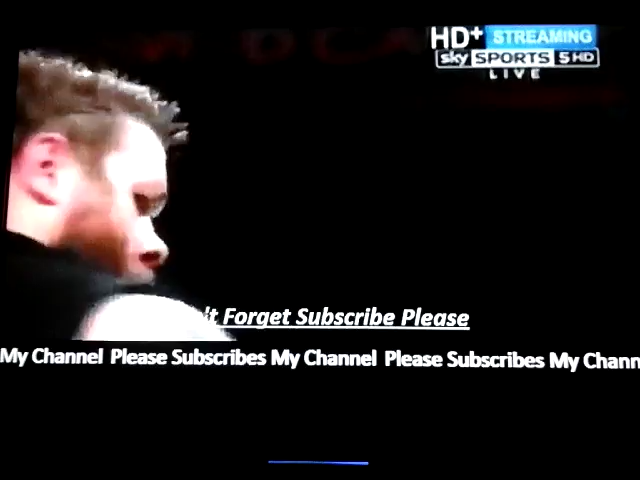 HD+ STREAMING
sky SPORTS 5 HD
LIVE
't Forget Subscribe Please
My Channel Please Subscribes My Channel Please Subscribes My Chann